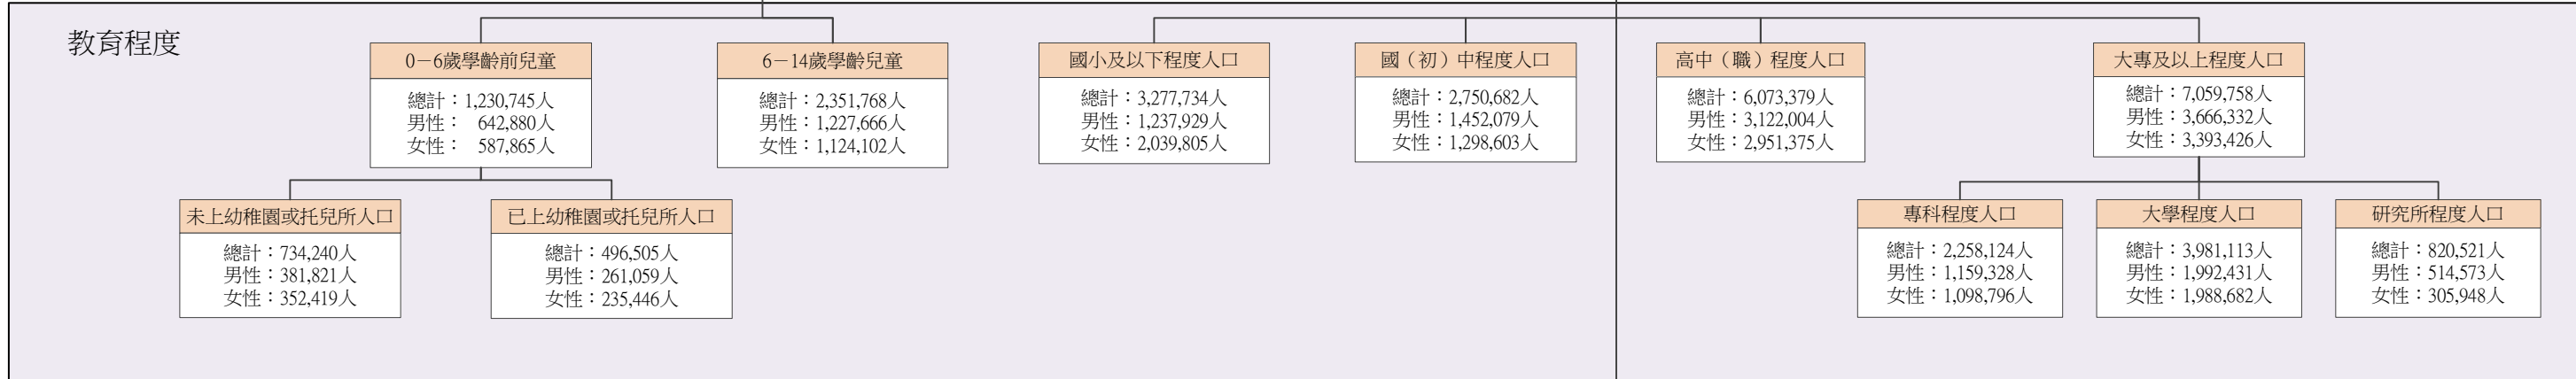 教育程度
0－6歲學齡前兒童
總計：1,230,745人
男性：　642,880人
女性：　587,865人
6－14歲學齡兒童
總計：2,351,768人
男性：1,227,666人
女性：1,124,102人
國小及以下程度人口
總計：3,277,734人
男性：1,237,929人
女性：2,039,805人
國（初）中程度人口
總計：2,750,682人
男性：1,452,079人
女性：1,298,603人
高中（職）程度人口
總計：6,073,379人
男性：3,122,004人
女性：2,951,375人
大專及以上程度人口
總計：7,059,758人
男性：3,666,332人
女性：3,393,426人
未上幼稚園或托兒所人口
總計：734,240人
男性：381,821人
女性：352,419人
已上幼稚園或托兒所人口
總計：496,505人
男性：261,059人
女性：235,446人
專科程度人口
總計：2,258,124人
男性：1,159,328人
女性：1,098,796人
大學程度人口
總計：3,981,113人
男性：1,992,431人
女性：1,988,682人
研究所程度人口
總計：820,521人
男性：514,573人
女性：305,948人